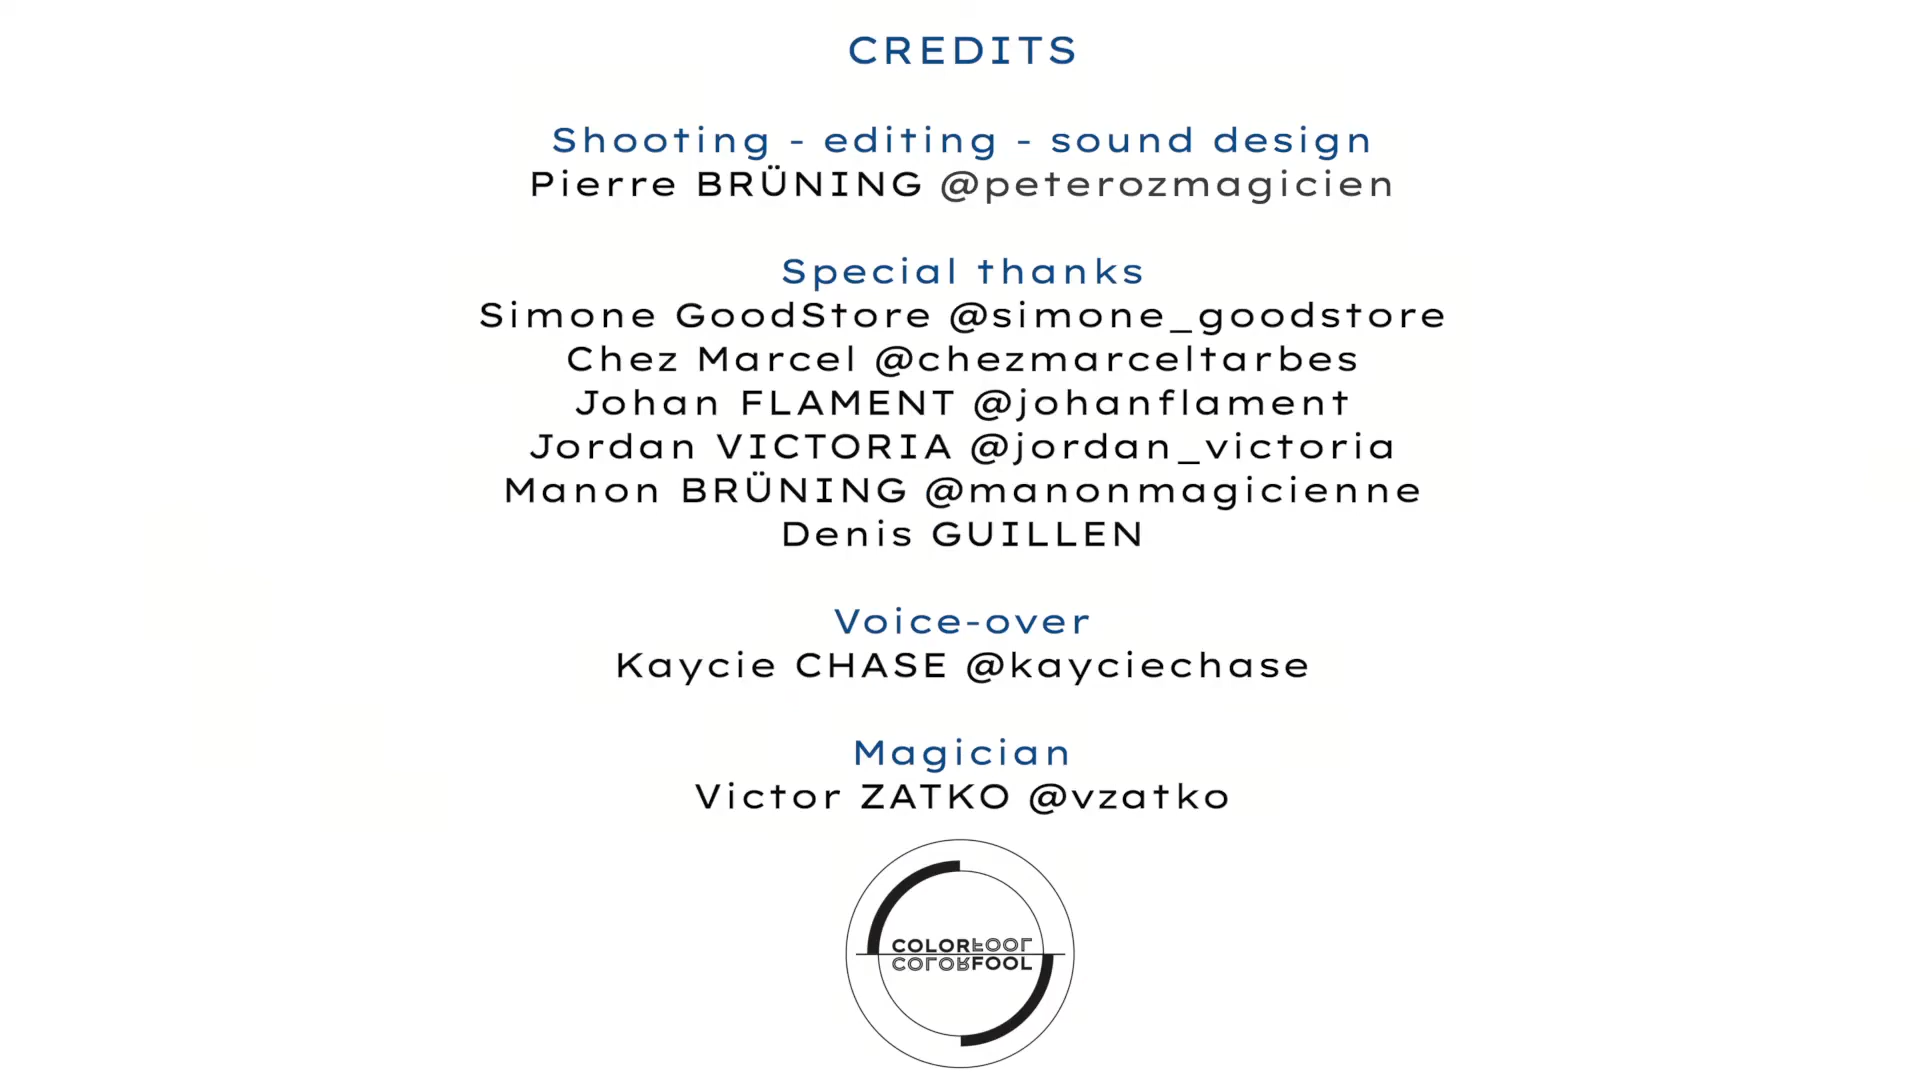 CREDITS
Shooting - editing - sound design
Pierre BRÜNING @peterozmagicien
Special thanks
Simone GoodStore @simone_goodstore
Chez Marcel @chezmarceltarbes
Johan FLAMENT @johanflament
Jordan VICTORIA @jordan_victoria
Manon BRÜNING @manonmagicienne
Denis GUILLEN
Voice-over
Kaycie CHASE @kayciechase
Magician
Victor ZATKO @vzatko
COLORFOOL
COLORFOOL